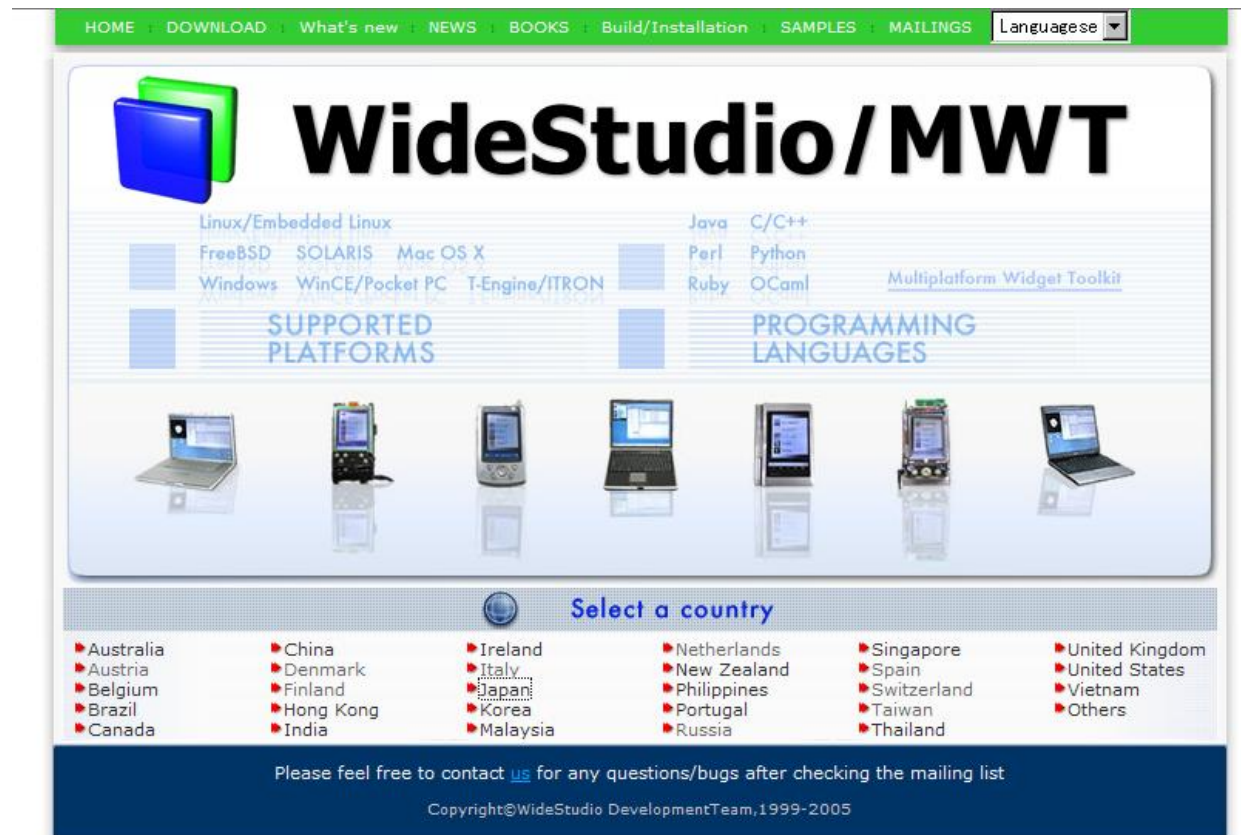 HOME : DOWNLOAD : What's new : NEWS : BOOKS : Build/Installation : SAMPLES : MAILINGS Languagese
WideStudio/MWT
Linux/Embedded Linux
FreeBSD SOLARIS Mac OS X
Windows WinCE/Pocket PC T-Engine/ITRON
SUPPORTED
PLATFORMS
Java C/C++
Perl Python
Ruby OCaml
PROGRAMMING
LANGUAGES
Multiplatform Widget Toolkit
Select a country
Australia China Ireland Netherlands Singapore United Kingdom
Austria Denmark Italy New Zealand Spain United States
Belgium Finland Japan Philippines Switzerland Vietnam
Brazil Hong Kong Korea Portugal Taiwan Others
Canada India Malaysia Russia Thailand
Please feel free to contact us for any questions/bugs after checking the mailing list
Copyright©WideStudio DevelopmentTeam,1999-2005